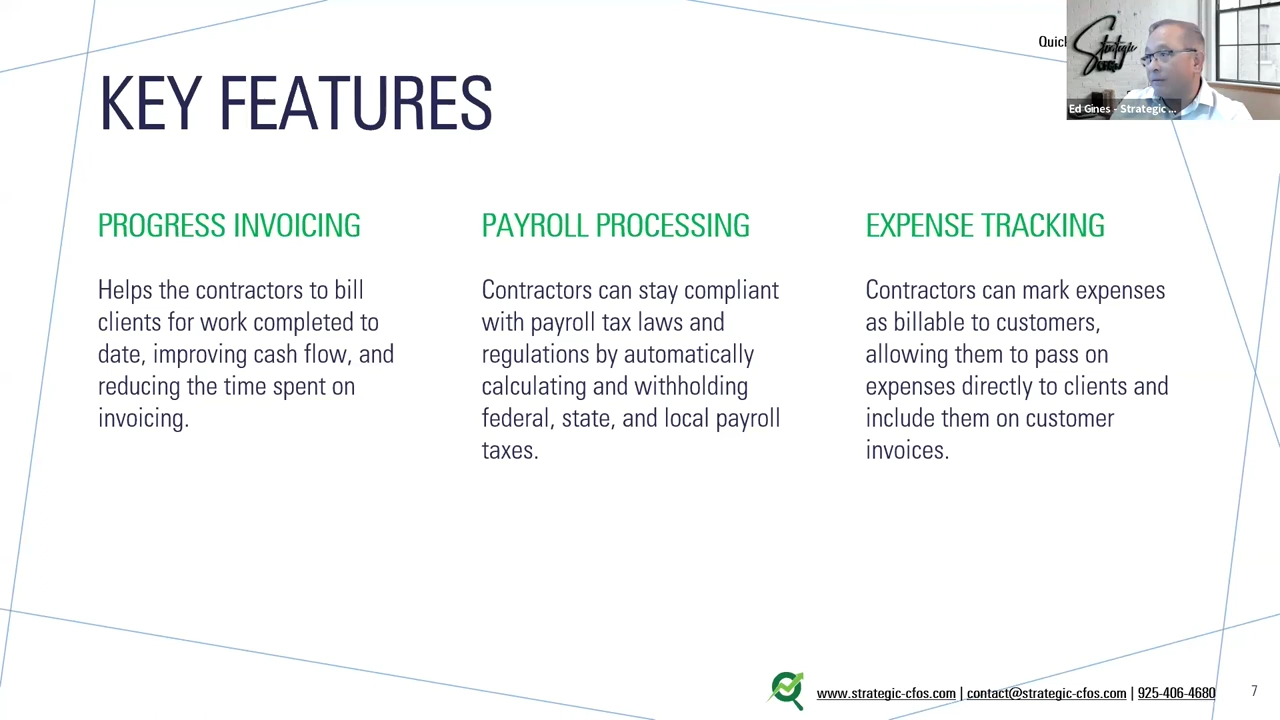 Quick
KEY FEATURES
Strategic
Ed Gines - Strategic ...
PROGRESS INVOICING
Helps the contractors to bill
clients for work completed to
date, improving cash flow, and
reducing the time spent on
invoicing.
PAYROLL PROCESSING
Contractors can stay compliant
with payroll tax laws and
regulations by automatically
calculating and withholding
federal, state, and local payroll
taxes.
EXPENSE TRACKING
Contractors can mark expenses
as billable to customers,
allowing them to pass on
expenses directly to clients and
include them on customer
invoices.
www.strategic-cfos.com | contact@strategic-cfos.com | 925-406-4680
7